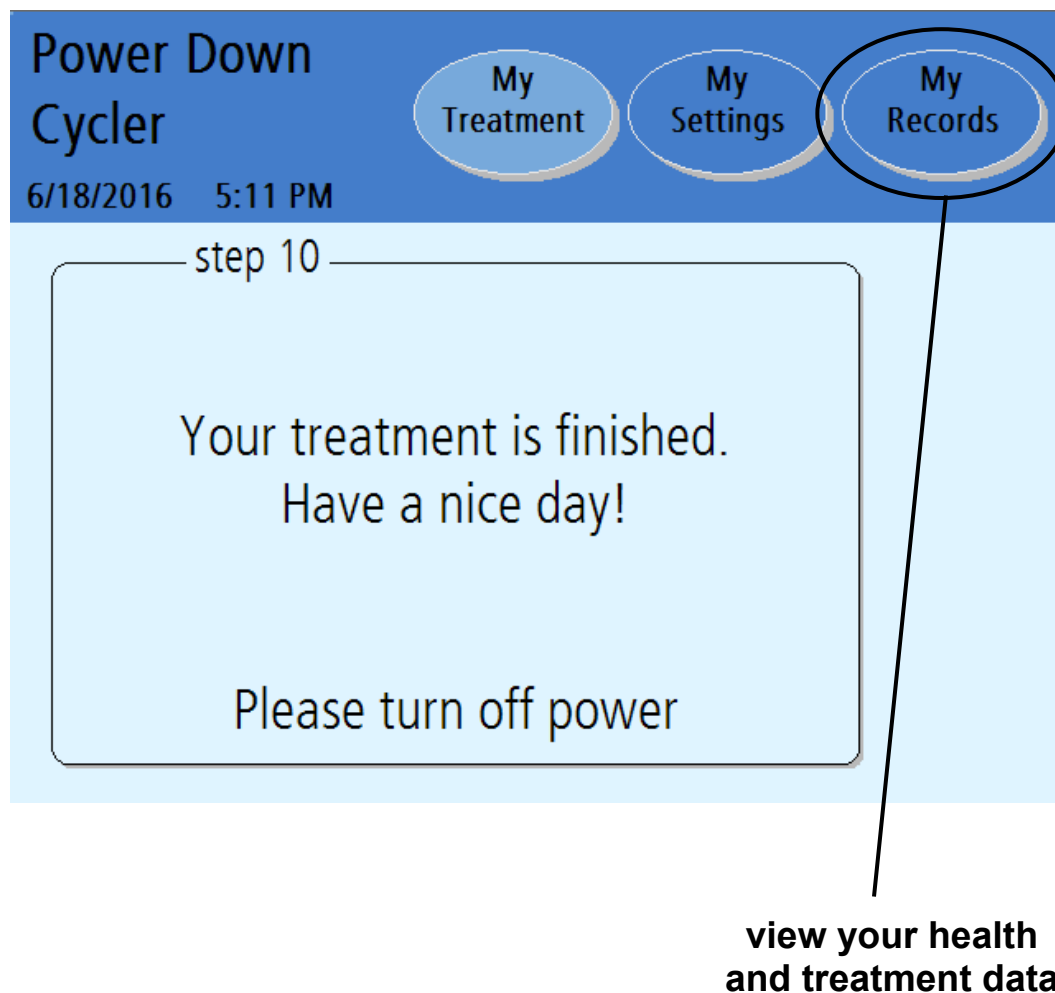 Power Down
Cycler
6/18/2016 5:11 PM
My
Treatment
My
Settings
My
Records
step 10
Your treatment is finished.
Have a nice day!
Please turn off power
view your health
and treatment data